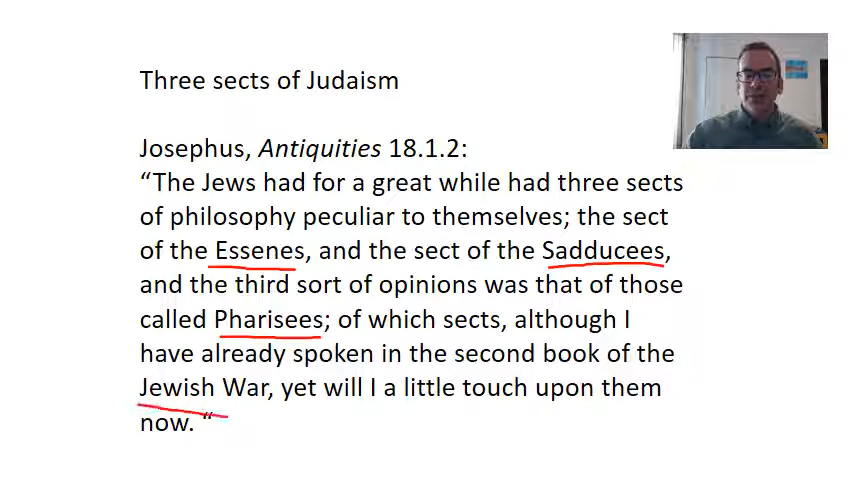 Three sects of Judaism
Josephus, Antiquities 18.1.2:
“The Jews had for a great while had three sects
of philosophy peculiar to themselves; the sect
of the Essenes, and the sect of the Sadducees,
and the third sort of opinions was that of those
called Pharisees; of which sects, although I
have already spoken in the second book of the
Jewish War, yet will I a little touch upon them
now. “